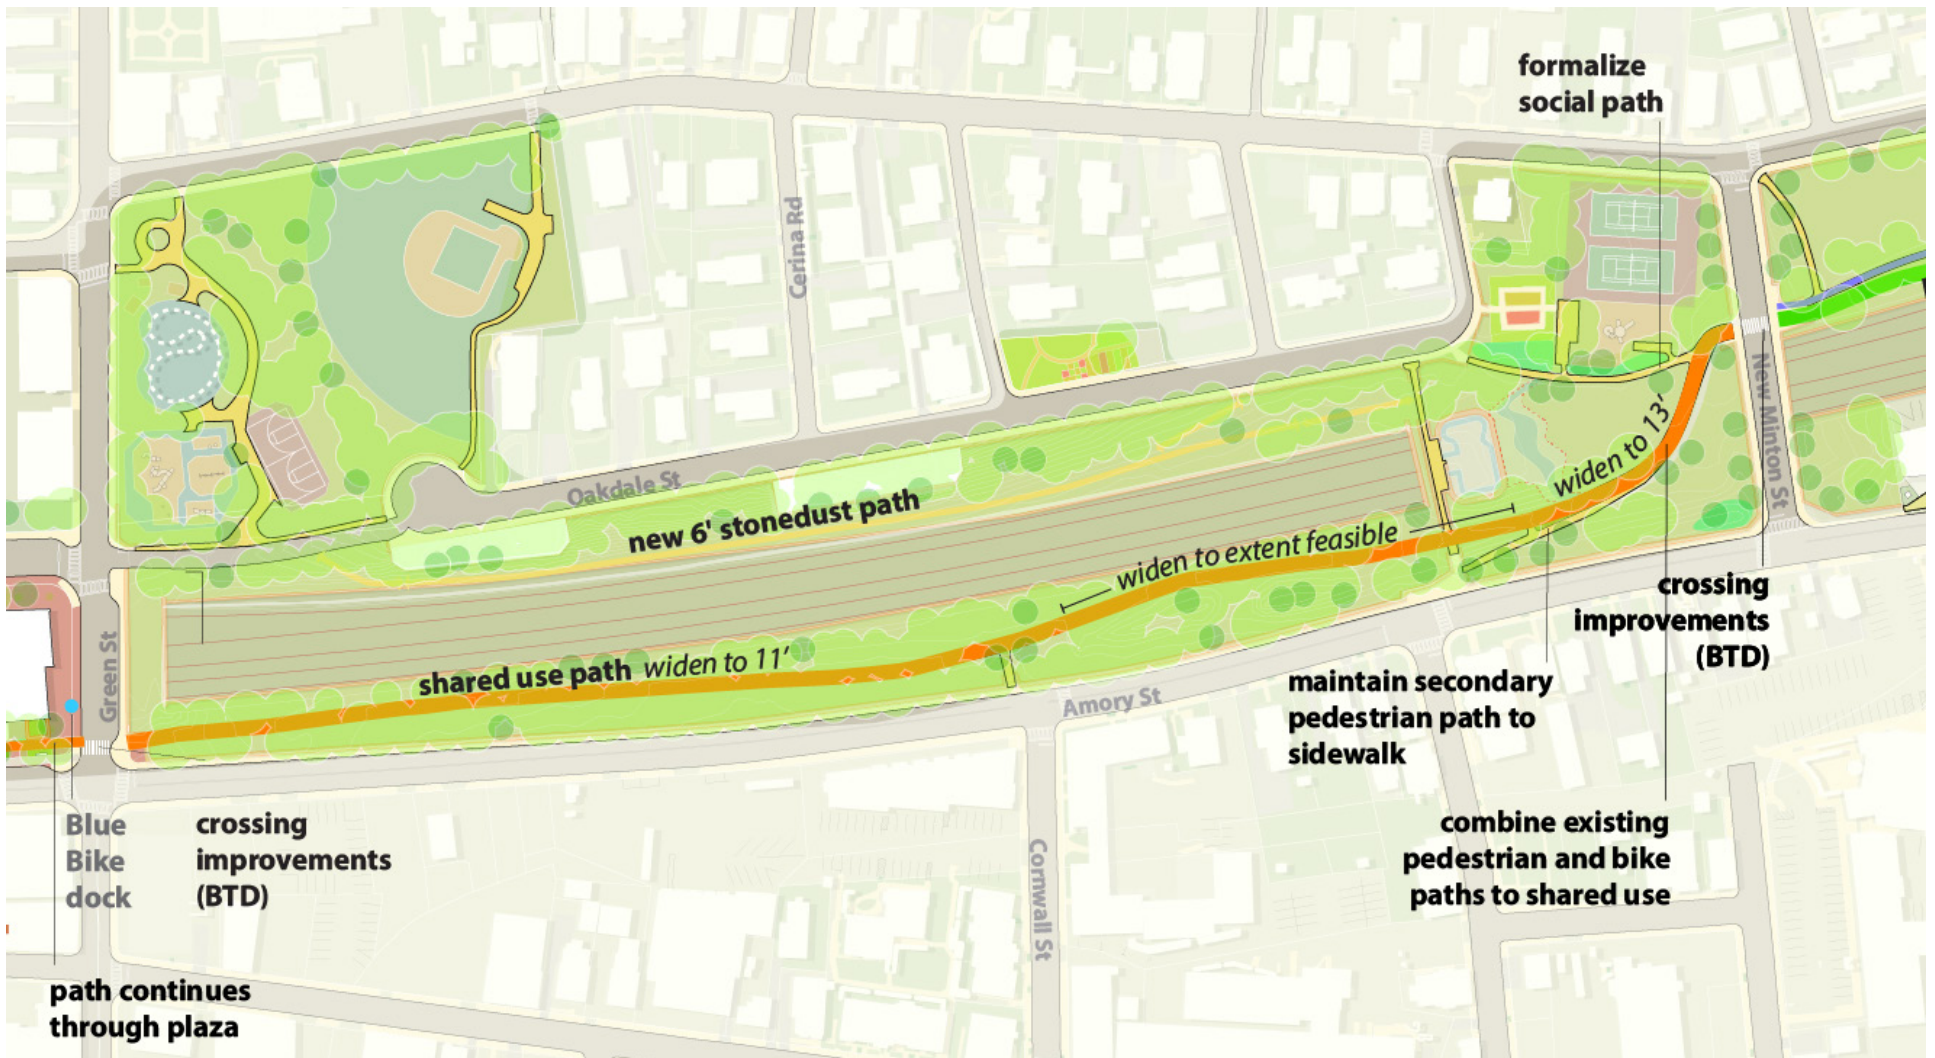 formalize
social path
Cerina Rd
Oakdale St
new 6' stonedust path
New Minton St
widen to 13’
widen to extent feasible
Green St
shared use path widen to 11’
Amory St
crossing
improvements
(BTD)
maintain secondary
pedestrian path to
sidewalk
Cornwall St
combine existing
pedestrian and bike
paths to shared use
Blue
Bike
dock
crossing
improvements
(BTD)
path continues
through plaza